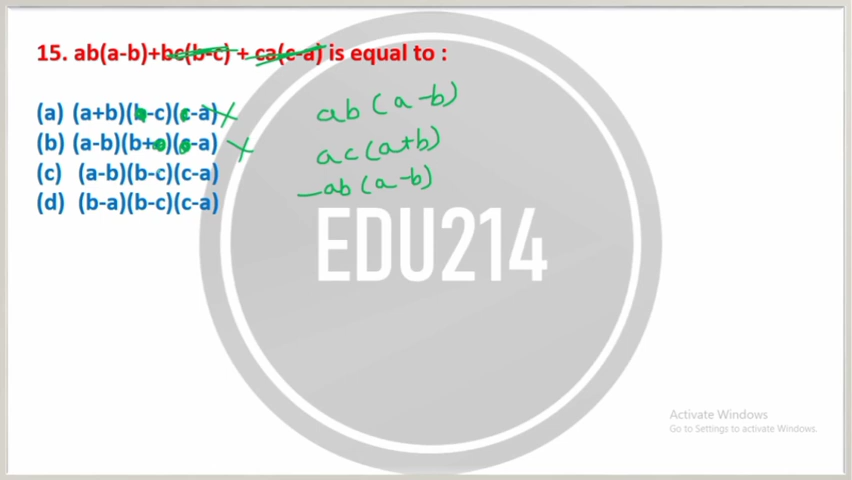 15. ab(a-b)+bc(b-c) + ca(c-a) is equal to :
(a) (a+b)(b-c)(c-a)
(b) (a-b)(b+c)(c-a)
(c) (a-b)(b-c)(c-a)
(d) (b-a)(b-c)(c-a)
ab (a-b)
ac (a+b)
-ab (a-b)
EDU214
Activate Windows
Go to Settings to activate Windows.